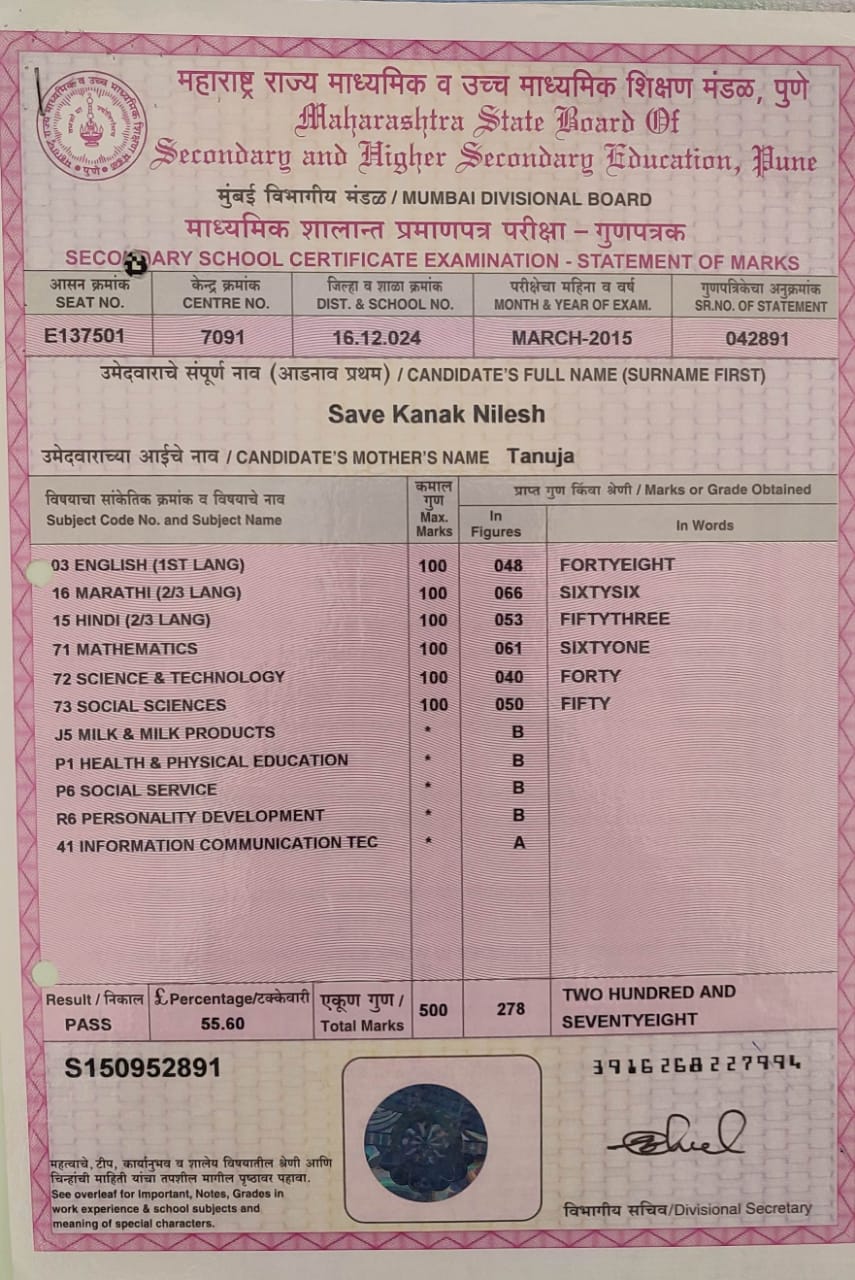 महाराष्ट्र राज्य माध्यमिक व उच्च माध्यमिक शिक्षण मंडळ, पुणे
Maharashtra State Board Of
Secondary and Higher Secondary Education, Pune
मुंबई विभागीय मंडळ / MUMBAI DIVISIONAL BOARD
माध्यमिक शालान्त प्रमाणपत्र परीक्षा – गुणपत्रक
SECONDARY SCHOOL CERTIFICATE EXAMINATION - STATEMENT OF MARKS
आसन क्रमांक केन्द्र क्रमांक जिल्हा व शाळा क्रमांक परीक्षेचा महिना व वर्ष गुणपत्रिकेचा अनुक्रमांक
SEAT NO. CENTRE NO. DIST. & SCHOOL NO. MONTH & YEAR OF EXAM. SR.NO. OF STATEMENT
E137501 7091 16.12.024 MARCH-2015 042891
उमेदवाराचे संपूर्ण नाव (आडनाव प्रथम) / CANDIDATE'S FULL NAME (SURNAME FIRST)
Save Kanak Nilesh
उमेदवाराच्या आईचे नाव / CANDIDATE'S MOTHER'S NAME Tanuja
विषयाचा सांकेतिक क्रमांक व विषयाचे नाव
Subject Code No. and Subject Name
कमाल
गुण
Max.
Marks
प्राप्त गुण किंवा श्रेणी / Marks or Grade Obtained
In
Figures
In Words
03 ENGLISH (1ST LANG) 100 048 FORTYEIGHT
16 MARATHI (2/3 LANG) 100 066 SIXTYSIX
15 HINDI (2/3 LANG) 100 053 FIFTYTHREE
71 MATHEMATICS 100 061 SIXTYONE
72 SCIENCE & TECHNOLOGY 100 040 FORTY
73 SOCIAL SCIENCES 100 050 FIFTY
J5 MILK & MILK PRODUCTS * B
P1 HEALTH & PHYSICAL EDUCATION * B
P6 SOCIAL SERVICE * B
R6 PERSONALITY DEVELOPMENT * B
41 INFORMATION COMMUNICATION TEC * A
Result / निकाल
PASS
£ Percentage/टक्केवारी
55.60
एकूण गुण /
Total Marks
500
278
TWO HUNDRED AND
SEVENTYEIGHT
S150952891
3916268227994
महत्वाचे, टीप, कार्यानुभव व शालेय विषयातील श्रेणी आणि
चिन्हांची माहिती यांचा तपशील मागील पृष्ठावर पहावा.
See overleaf for Important, Notes, Grades in
work experience & school subjects and
meaning of special characters.
विभागीय सचिव/Divisional Secretary